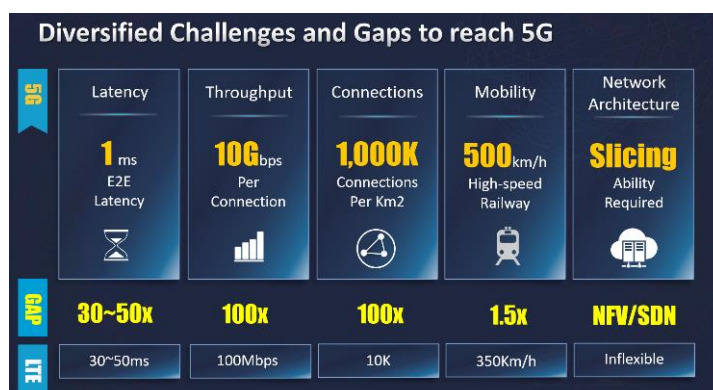 Diversified Challenges and Gaps to reach 5G
5G
Latency
1 ms
E2E
Latency
Throughput
10Gbps
Per
Connection
Connections
1,000K
Connections
Per Km2
Mobility
500km/h
High-speed
Railway
Network
Architecture
Slicing
Ability
Required
GAP
30~50x
100x
100x
1.5x
NFV/SDN
LTE
30~50ms
100Mbps
10K
350Km/h
Inflexible